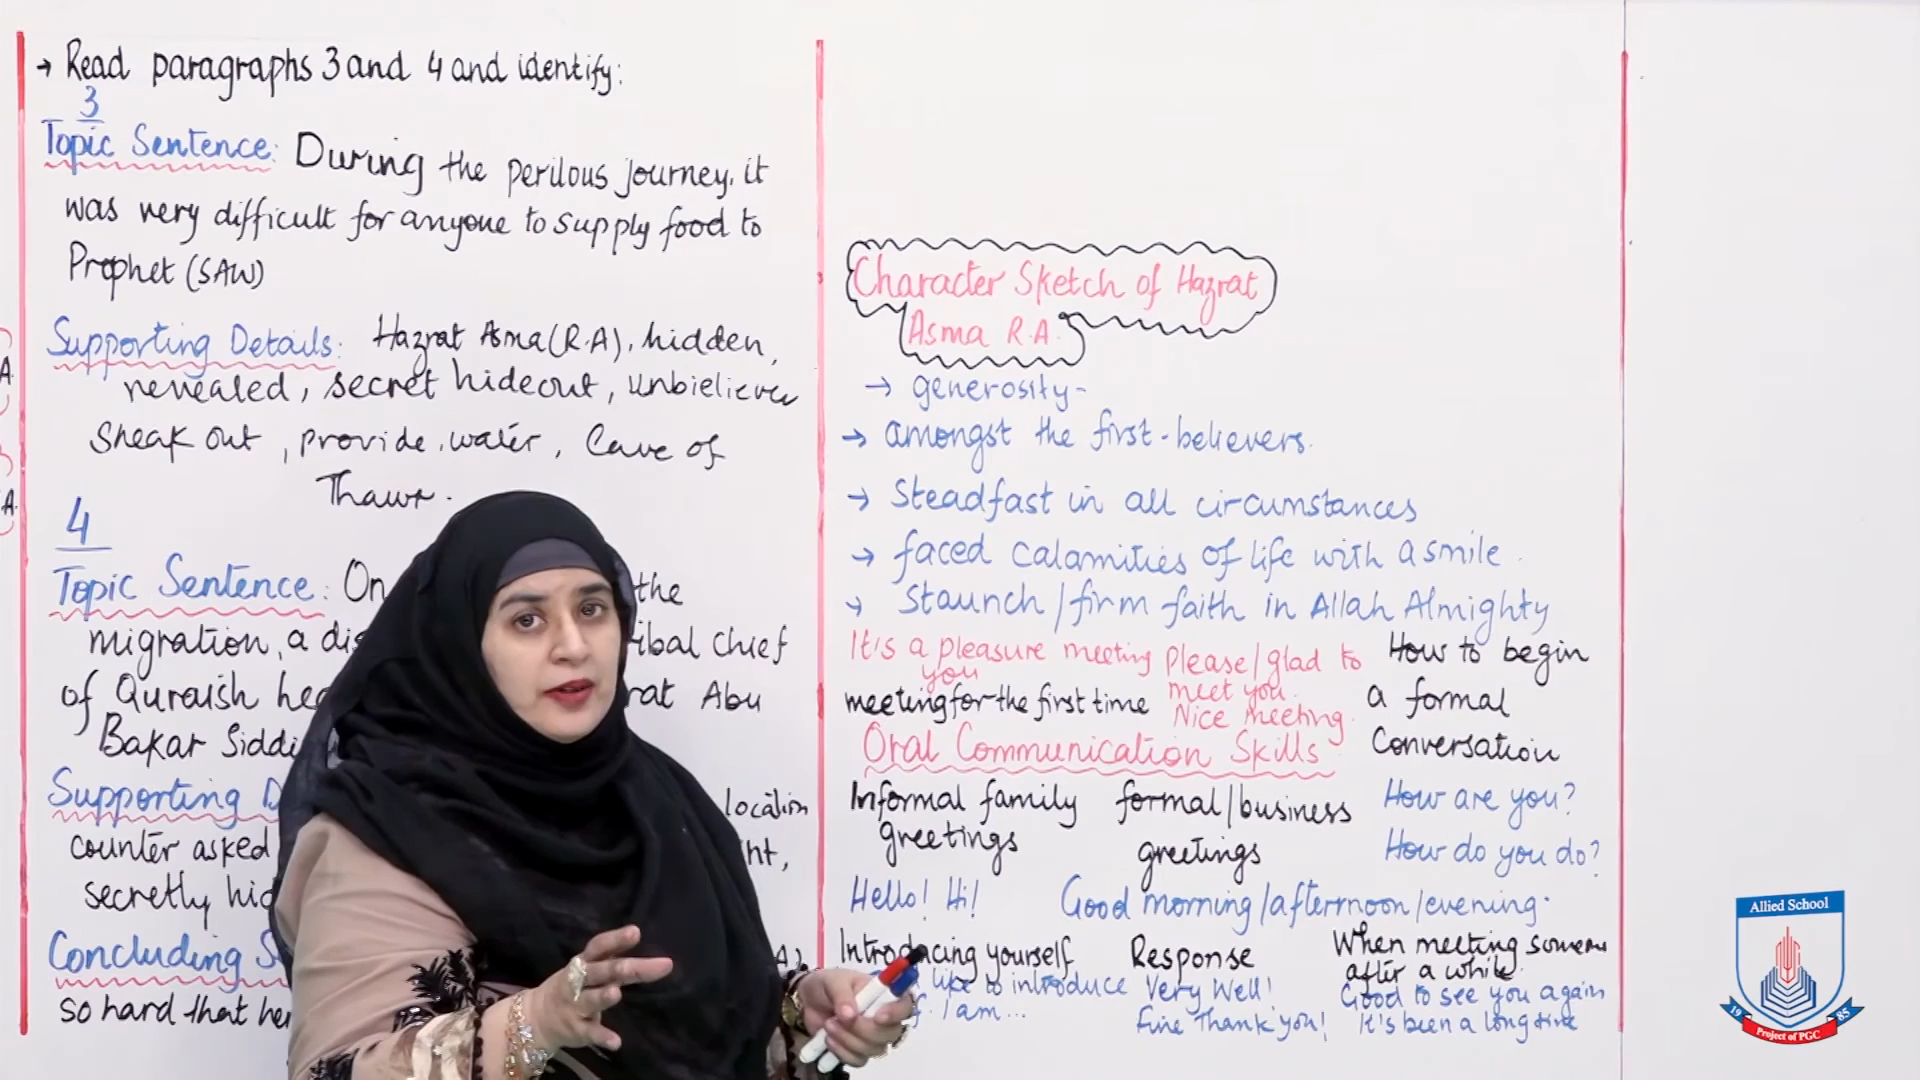 → Read paragraphs 3 and 4 and identify:
3
Topic Sentence: During the perilous journey, it
was very difficult for anyone to supply food to
Prophet (SAW)
Supporting Details: Hazrat Asma (R.A), hidden,
revealed, secret hideout, unbieliever
sneak out, provide, water, Cave of
Thawr.
4
Topic Sentence: On the
migration, a dis ribal chief
of Quraish hea rat Abu
Bakar Siddi
Supporting D location
counter asked ht,
secretly hid
Concluding S A)
so hard that her
A
A
Character Sketch of Hazrat
Asma R.A.
→ generosity-
→ amongst the first-believers.
→ Steadfast in all circumstances
→ faced calamities of life with a smile.
→ Staunch/firm faith in Allah Almighty
It's a pleasure meeting
you
meeting for the first time
Please/glad to
meet you.
Nice meeting.
How to begin
a formal
Conversation
Oral Communication Skills
Informal family
greetings
formal/business
greetings
How are you?
How do you do?
Hello! Hi!
Good morning/afternoon/evening.
Introducing yourself
like to introduce
f. I am...
Response
Very Well!
Fine Thank you!
When meeting someone
after a while.
Good to see you again
It's been a long time
Allied School
19 85
Project of PGC